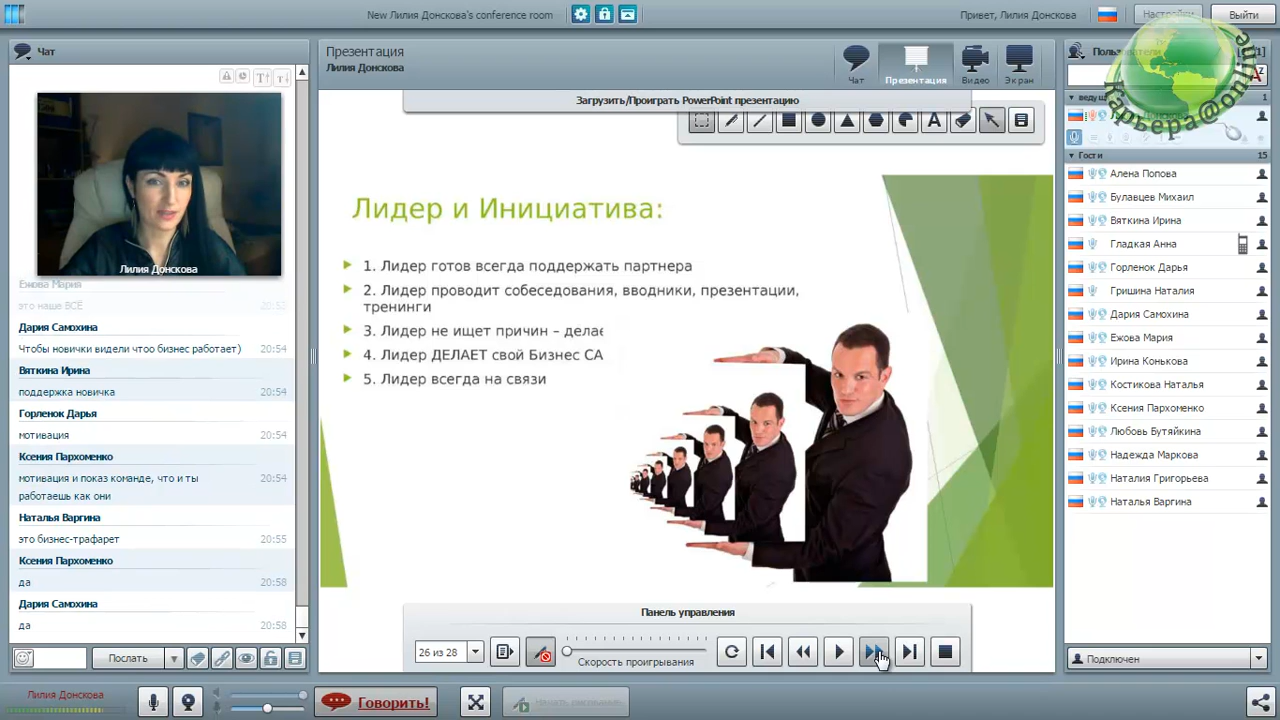 New Лилия Донскова's conference room
Привет, Лилия Донскова
Настройки
Выйти
Чат
Лилия Донскова
Ежова Мария
это наше ВСЁ 20:52
Дария Самохина
Чтобы новички видели чтоо бизнес работает) 20:54
Вяткина Ирина
поддержка новичка 20:54
Горленок Дарья
мотивация 20:54
Ксения Пархоменко
мотивация и показ команде, что и ты 20:54
работаешь как они
Наталья Варгина
это бизнес-трафарет 20:55
Ксения Пархоменко
да 20:58
Дария Самохина
да 20:58
Послать
Презентация
Лилия Донскова
Чат
Презентация
Видео
Экран
Загрузить/Проиграть PowerPoint презентацию
Лидер и Инициатива:
1. Лидер готов всегда поддержать партнера
2. Лидер проводит собеседования, вводники, презентации,
тренинги
3. Лидер не ищет причин – делае
4. Лидер ДЕЛАЕТ свой Бизнес СА
5. Лидер всегда на связи
Панель управления
26 из 28
Скорость проигрывания
карьера@online
Гости 15
Алена Попова
Булавцев Михаил
Вяткина Ирина
Гладкая Анна
Горленок Дарья
Гришина Наталия
Дария Самохина
Ежова Мария
Ирина Конькова
Костикова Наталья
Ксения Пархоменко
Любовь Бутяйкина
Надежда Маркова
Наталия Григорьева
Наталья Варгина
Подключен
Лилия Донскова
Говорить!
Начать рисование